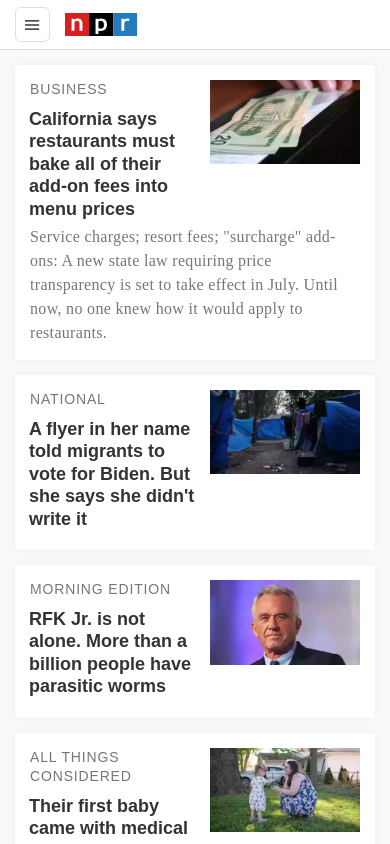 npr
BUSINESS
California says
restaurants must
bake all of their
add-on fees into
menu prices
Service charges; resort fees; "surcharge" add-
ons: A new state law requiring price
transparency is set to take effect in July. Until
now, no one knew how it would apply to
restaurants.
20
NATIONAL
A flyer in her name
told migrants to
vote for Biden. But
she says she didn't
write it
MORNING EDITION
RFK Jr. is not
alone. More than a
billion people have
parasitic worms
ALL THINGS
CONSIDERED
Their first baby
came with medical